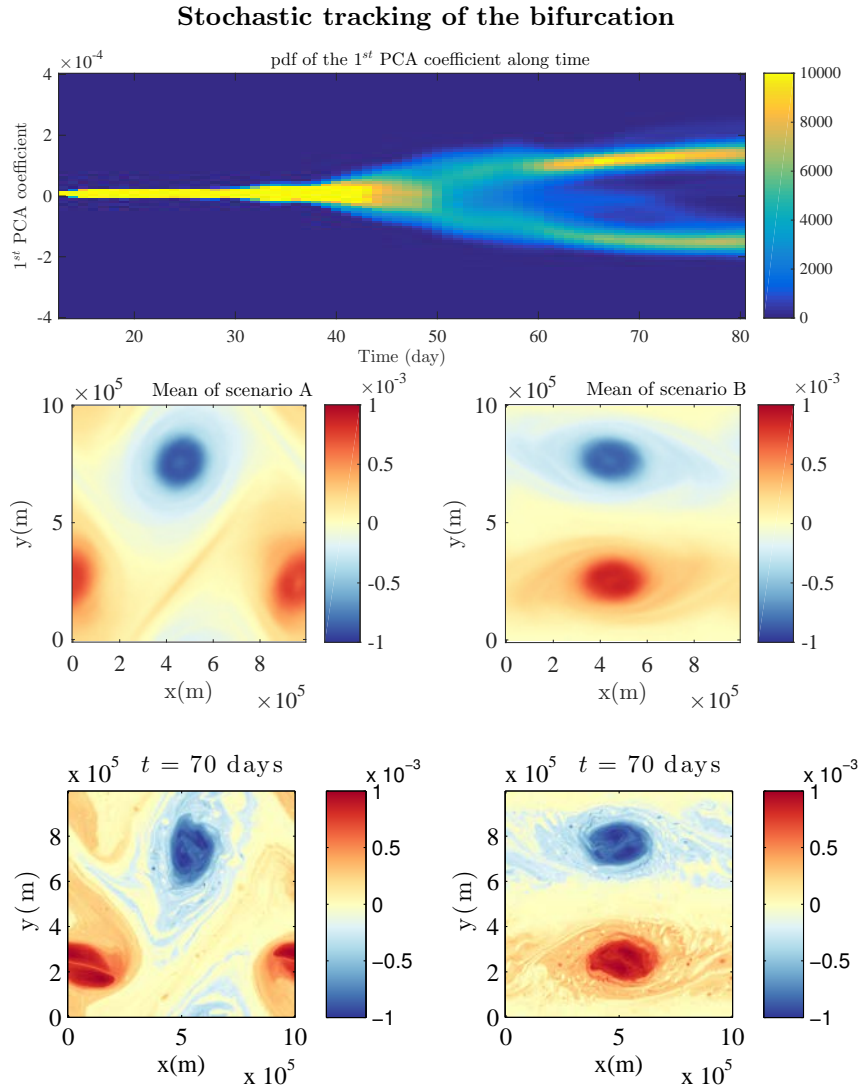 Stochastic tracking of the bifurcation
pdf of the 1st PCA coefficient along time
×10-4
4
2
0
-2
-4
1st PCA coefficient
20 30 40 50 60 70 80
Time (day)
10000
8000
6000
4000
2000
0
× 10^5 Mean of scenario A ×10-3
10
5
0
y(m)
0 2 4 6 8
x(m)
×10^5
1
0.5
0
-0.5
-1
× 10^5 Mean of scenario B ×10-3
10
5
0
y(m)
0 2 4 6 8
x(m)
×10^5
1
0.5
0
-0.5
-1
x 10^5 t = 70 days x 10^-3
8
6
4
2
0
y(m)
0 5 10
x(m)
x 10^5
1
0.5
0
−0.5
−1
x 10^5 t = 70 days x 10^-3
8
6
4
2
0
y(m)
0 5 10
x(m)
x 10^5
1
0.5
0
−0.5
−1